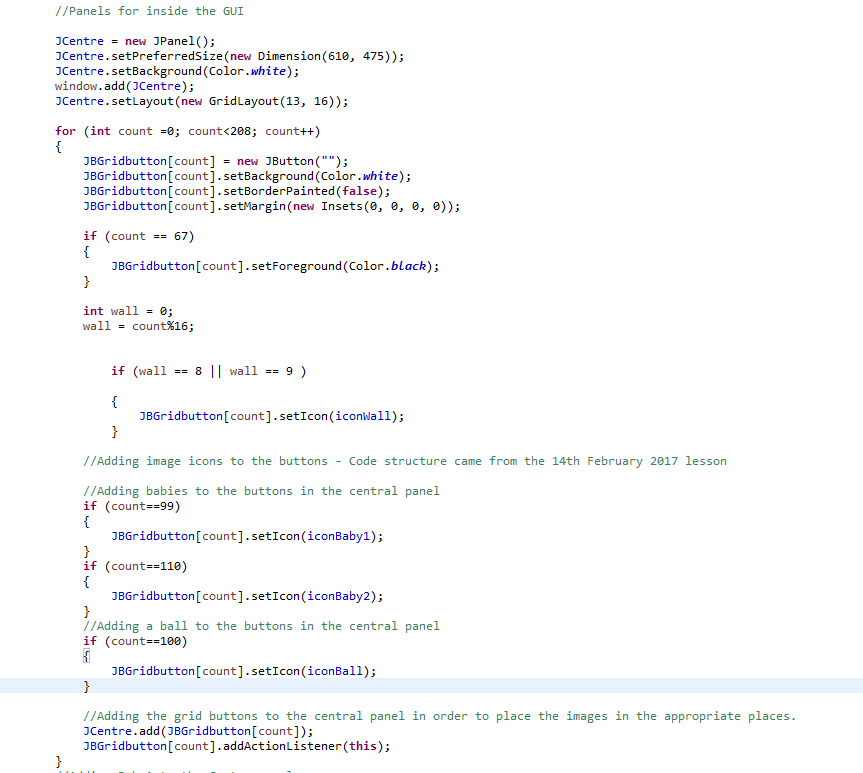 //Panels for inside the GUI
JCentre = new JPanel();
JCentre.setPreferredSize(new Dimension(610, 475));
JCentre.setBackground(Color.white);
window.add(JCentre);
JCentre.setLayout(new GridLayout(13, 16));
for (int count =0; count<208; count++)
{
JBGridbutton[count] = new JButton("");
JBGridbutton[count].setBackground(Color.white);
JBGridbutton[count].setBorderPainted(false);
JBGridbutton[count].setMargin(new Insets(0, 0, 0, 0));
if (count == 67)
{
JBGridbutton[count].setForeground(Color.black);
}
int wall = 0;
wall = count%16;
if (wall == 8 || wall == 9 )
{
JBGridbutton[count].setIcon(iconWall);
}
//Adding image icons to the buttons - Code structure came from the 14th February 2017 lesson
//Adding babies to the buttons in the central panel
if (count==99)
{
JBGridbutton[count].setIcon(iconBaby1);
}
if (count==110)
{
JBGridbutton[count].setIcon(iconBaby2);
}
//Adding a ball to the buttons in the central panel
if (count==100)
{
JBGridbutton[count].setIcon(iconBall);
}
//Adding the grid buttons to the central panel in order to place the images in the appropriate places.
JCentre.add(JBGridbutton[count]);
JBGridbutton[count].addActionListener(this);
}